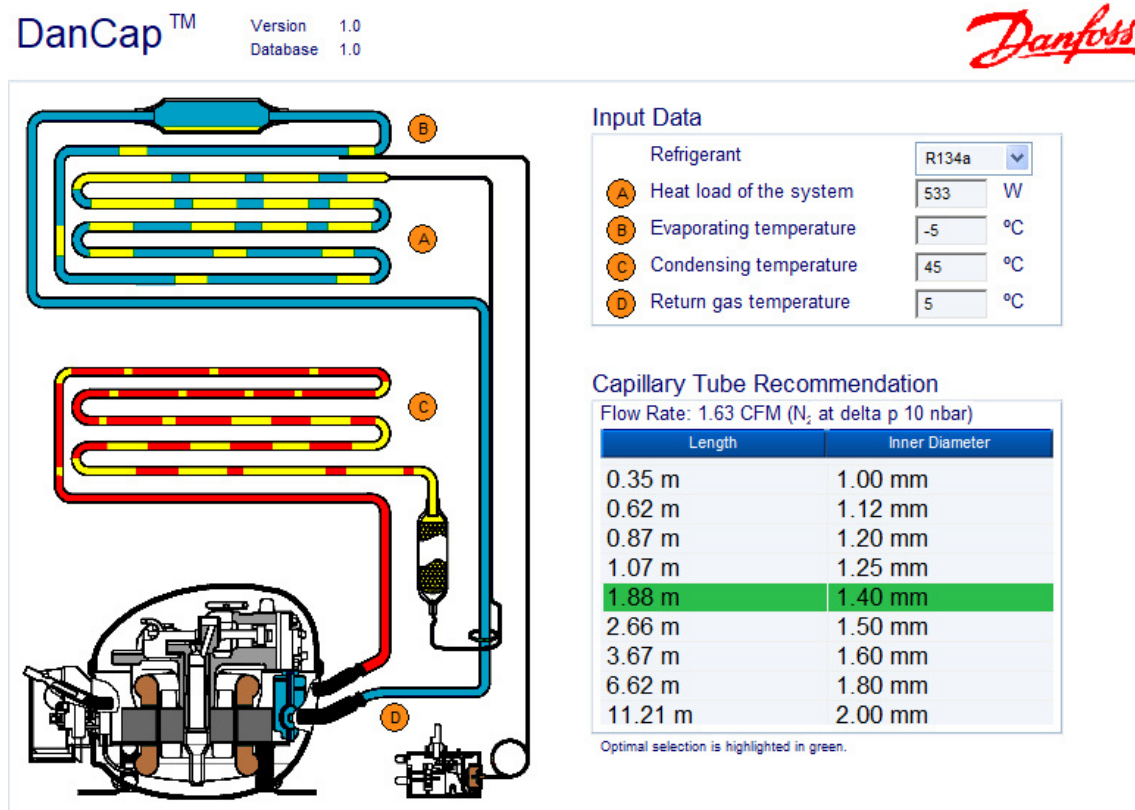 DanCap™
Version 1.0
Database 1.0
Danfoss
B
A
C
D
Input Data
Refrigerant R134a
A Heat load of the system 533 W
B Evaporating temperature -5 ºC
C Condensing temperature 45 ºC
D Return gas temperature 5 ºC
Capillary Tube Recommendation
Flow Rate: 1.63 CFM (N₂ at delta p 10 nbar)
Length Inner Diameter
0.35 m 1.00 mm
0.62 m 1.12 mm
0.87 m 1.20 mm
1.07 m 1.25 mm
1.88 m 1.40 mm
2.66 m 1.50 mm
3.67 m 1.60 mm
6.62 m 1.80 mm
11.21 m 2.00 mm
Optimal selection is highlighted in green.